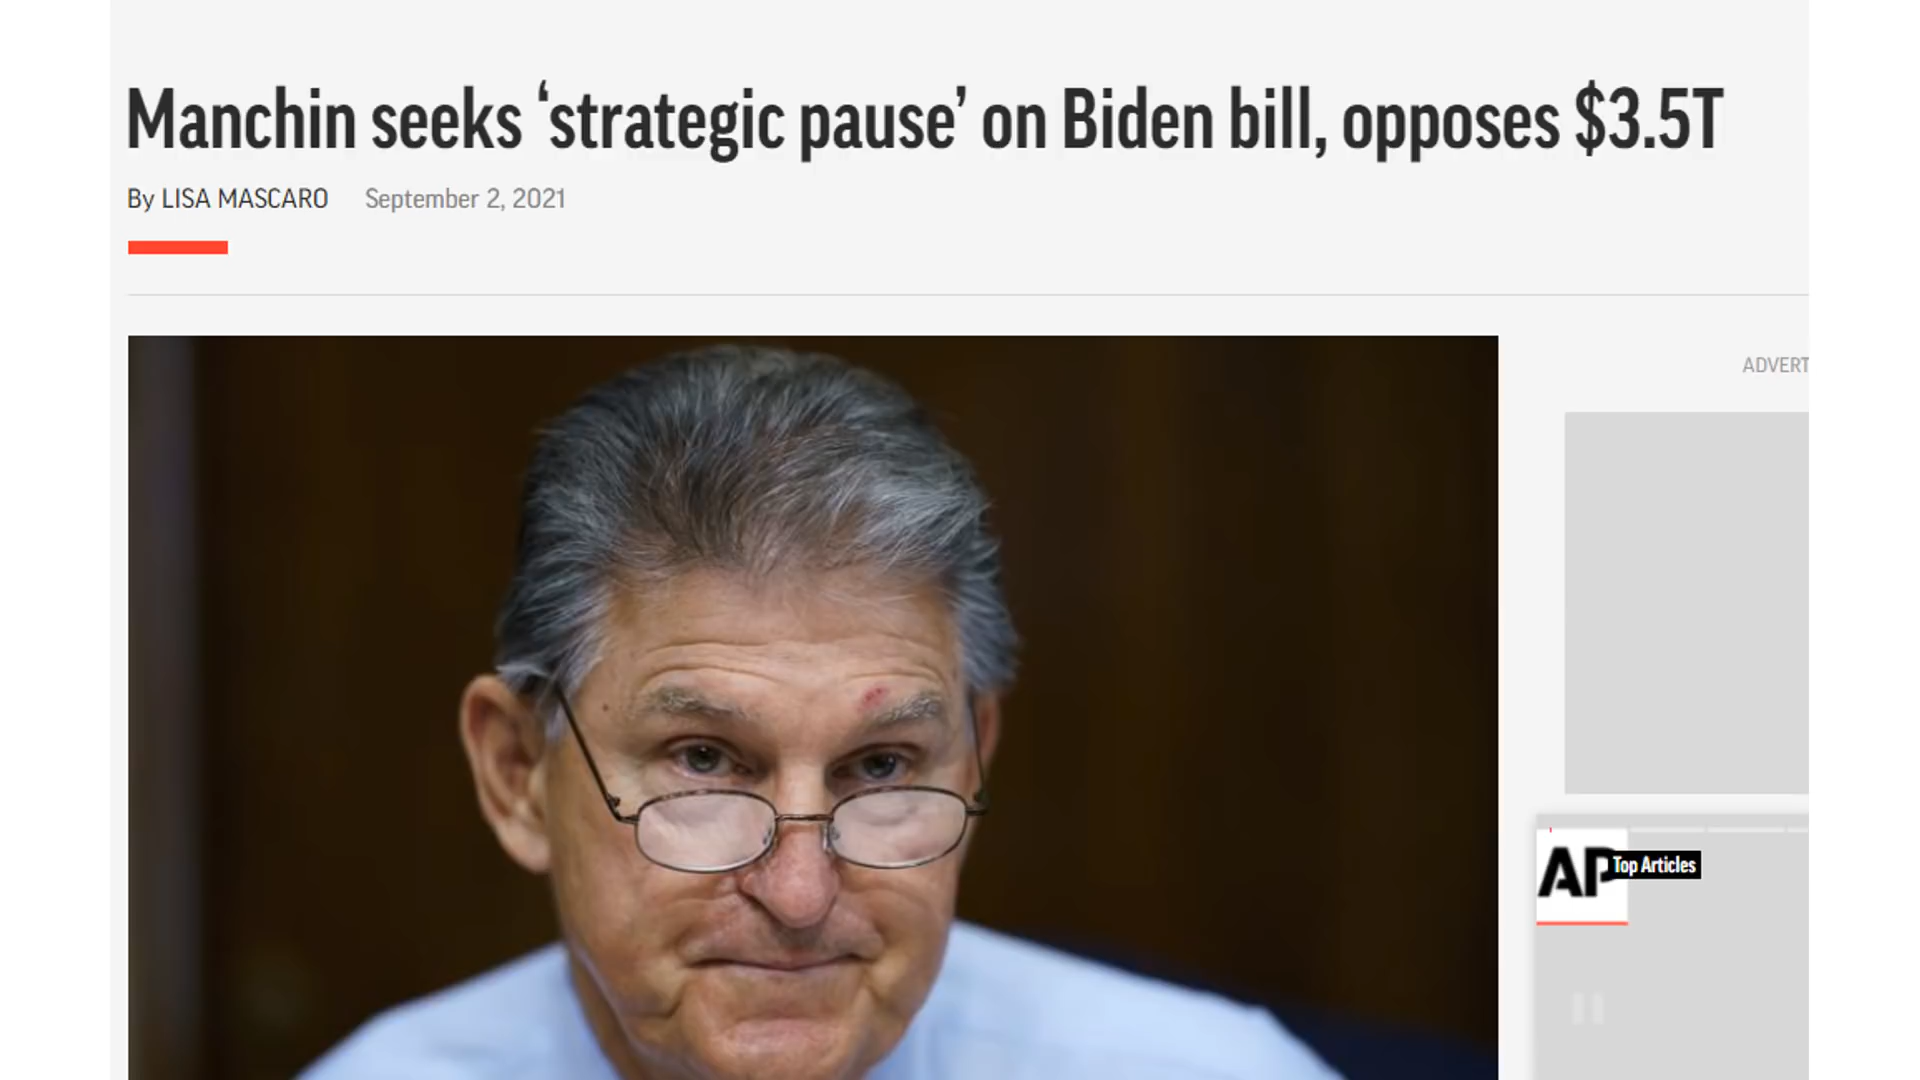 Manchin seeks ‘strategic pause’ on Biden bill, opposes $3.5T
By LISA MASCARO September 2, 2021
ADVERT
AP
Top Articles